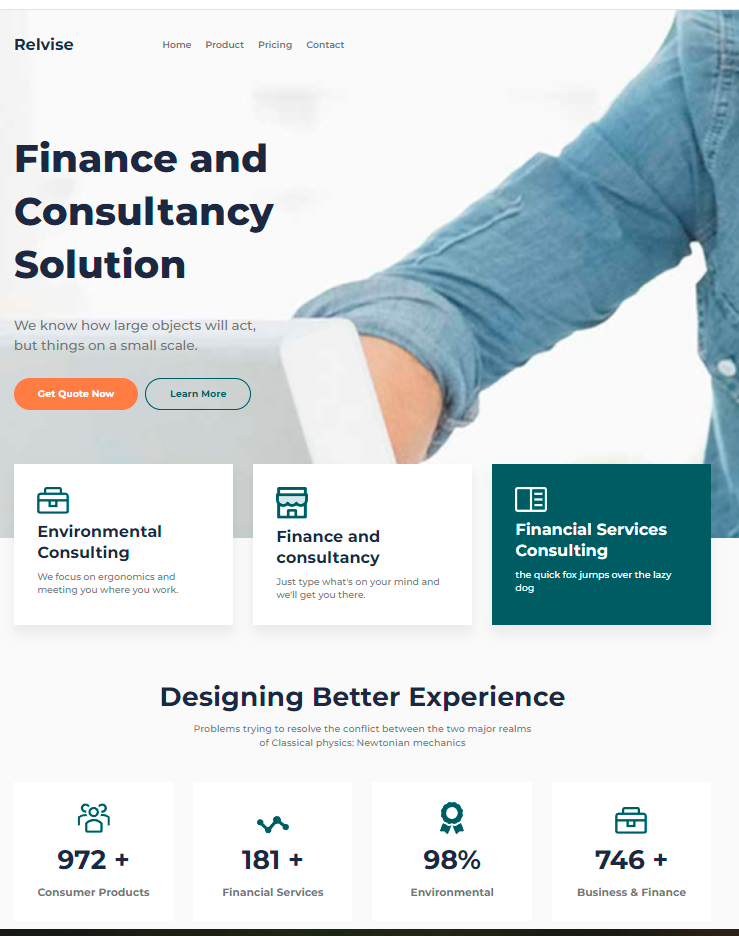 Relvise
Home Product Pricing Contact
Finance and
Consultancy
Solution
We know how large objects will act,
but things on a small scale.
Get Quote Now
Learn More
Environmental
Consulting
We focus on ergonomics and
meeting you where you work.
Finance and
consultancy
Just type what's on your mind and
we'll get you there.
Financial Services
Consulting
the quick fox jumps over the lazy
dog
Designing Better Experience
Problems trying to resolve the conflict between the two major realms
of Classical physics: Newtonian mechanics
972 +
Consumer Products
181 +
Financial Services
98%
Environmental
746 +
Business & Finance